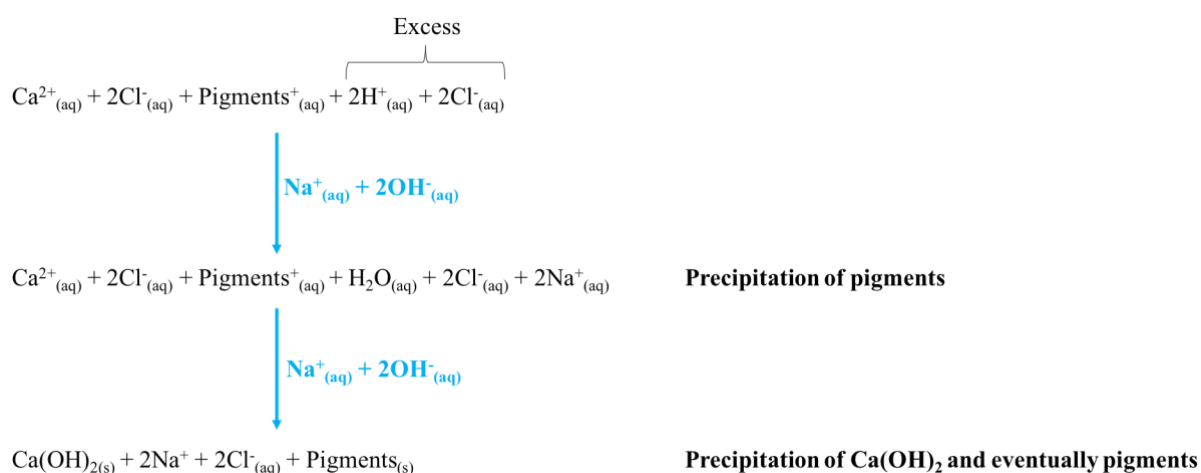 Excess
Ca²⁺(aq) + 2Cl⁻(aq) + Pigments⁺(aq) + 2H⁺(aq) + 2Cl⁻(aq)
Na⁺(aq) + 2OH⁻(aq)
Ca²⁺(aq) + 2Cl⁻(aq) + Pigments⁺(aq) + H₂O(aq) + 2Cl⁻(aq) + 2Na⁺(aq) Precipitation of pigments
Na⁺(aq) + 2OH⁻(aq)
Ca(OH)₂(s) + 2Na⁺ + 2Cl⁻(aq) + Pigments(s) Precipitation of Ca(OH)₂ and eventually pigments